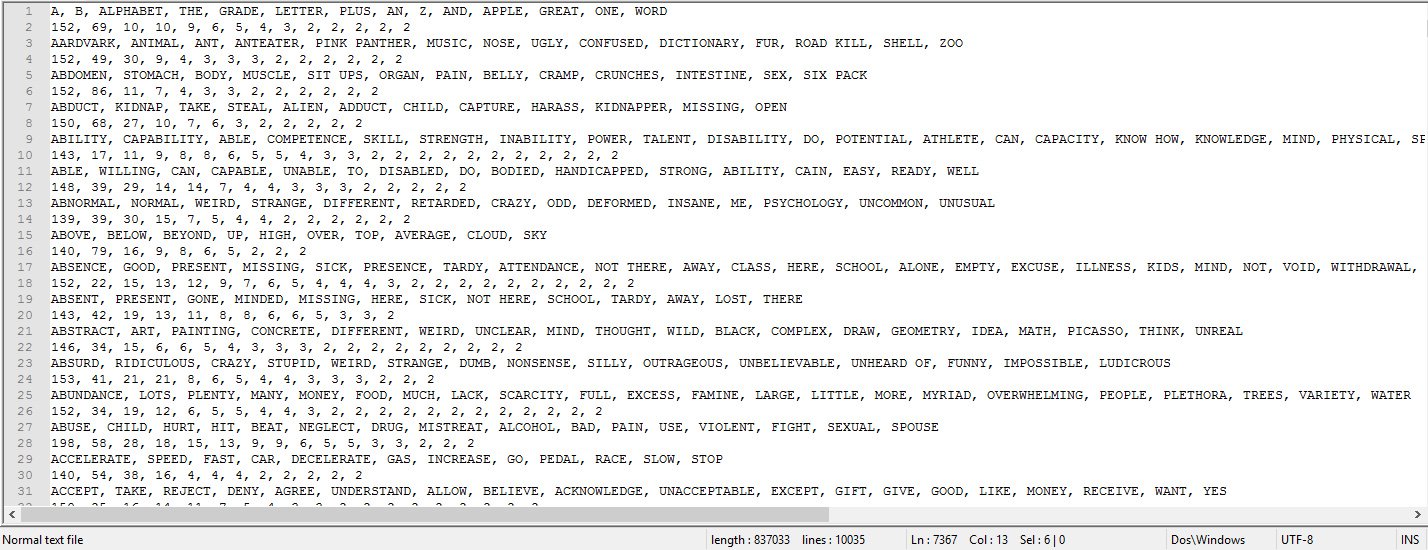 1 A, B, ALPHABET, THE, GRADE, LETTER, PLUS, AN, Z, AND, APPLE, GREAT, ONE, WORD
2 152, 69, 10, 10, 9, 6, 5, 4, 3, 2, 2, 2, 2, 2
3 AARDVARK, ANIMAL, ANT, ANTEATER, PINK PANTHER, MUSIC, NOSE, UGLY, CONFUSED, DICTIONARY, FUR, ROAD KILL, SHELL, ZOO
4 152, 49, 30, 9, 4, 3, 3, 3, 2, 2, 2, 2, 2, 2
5 ABDOMEN, STOMACH, BODY, MUSCLE, SIT UPS, ORGAN, PAIN, BELLY, CRAMP, CRUNCHES, INTESTINE, SEX, SIX PACK
6 152, 86, 11, 7, 4, 3, 3, 2, 2, 2, 2, 2, 2
7 ABDUCT, KIDNAP, TAKE, STEAL, ALIEN, ADDUCT, CHILD, CAPTURE, HARASS, KIDNAPPER, MISSING, OPEN
8 150, 68, 27, 10, 7, 6, 3, 2, 2, 2, 2, 2
9 ABILITY, CAPABILITY, ABLE, COMPETENCE, SKILL, STRENGTH, INABILITY, POWER, TALENT, DISABILITY, DO, POTENTIAL, ATHLETE, CAN, CAPACITY, KNOW HOW, KNOWLEDGE, MIND, PHYSICAL,
10 143, 17, 11, 9, 8, 8, 6, 5, 5, 4, 3, 3, 2, 2, 2, 2, 2, 2, 2, 2, 2, 2
11 ABLE, WILLING, CAN, CAPABLE, UNABLE, TO, DISABLED, DO, BODIED, HANDICAPPED, STRONG, ABILITY, CAIN, EASY, READY, WELL
12 148, 39, 29, 14, 14, 7, 4, 4, 3, 3, 3, 2, 2, 2, 2, 2
13 ABNORMAL, NORMAL, WEIRD, STRANGE, DIFFERENT, RETARDED, CRAZY, ODD, DEFORMED, INSANE, ME, PSYCHOLOGY, UNCOMMON, UNUSUAL
14 139, 39, 30, 15, 7, 5, 4, 4, 2, 2, 2, 2, 2, 2
15 ABOVE, BELOW, BEYOND, UP, HIGH, OVER, TOP, AVERAGE, CLOUD, SKY
16 140, 79, 16, 9, 8, 6, 5, 2, 2, 2
17 ABSENCE, GOOD, PRESENT, MISSING, SICK, PRESENCE, TARDY, ATTENDANCE, NOT THERE, AWAY, CLASS, HERE, SCHOOL, ALONE, EMPTY, EXCUSE, ILLNESS, KIDS, MIND, NOT, VOID, WITHDRAWAL,
18 152, 22, 15, 13, 12, 9, 7, 6, 5, 4, 4, 4, 3, 2, 2, 2, 2, 2, 2, 2, 2, 2, 2
19 ABSENT, PRESENT, GONE, MINDED, MISSING, HERE, SICK, NOT HERE, SCHOOL, TARDY, AWAY, LOST, THERE
20 143, 42, 19, 13, 11, 8, 8, 6, 6, 5, 3, 3, 2
21 ABSTRACT, ART, PAINTING, CONCRETE, DIFFERENT, WEIRD, UNCLEAR, MIND, THOUGHT, WILD, BLACK, COMPLEX, DRAW, GEOMETRY, IDEA, MATH, PICASSO, THINK, UNREAL
22 146, 34, 15, 6, 6, 5, 4, 3, 3, 3, 2, 2, 2, 2, 2, 2, 2, 2, 2
23 ABSURD, RIDICULOUS, CRAZY, STUPID, WEIRD, STRANGE, DUMB, NONSENSE, SILLY, OUTRAGEOUS, UNBELIEVABLE, UNHEARD OF, FUNNY, IMPOSSIBLE, LUDICROUS
24 153, 41, 21, 21, 8, 6, 5, 4, 4, 3, 3, 3, 2, 2, 2
25 ABUNDANCE, LOTS, PLENTY, MANY, MONEY, FOOD, MUCH, LACK, SCARCITY, FULL, EXCESS, FAMINE, LARGE, LITTLE, MORE, MYRIAD, OVERWHELMING, PEOPLE, PLETHORA, TREES, VARIETY, WATER
26 152, 34, 19, 12, 6, 5, 5, 4, 4, 3, 2, 2, 2, 2, 2, 2, 2, 2, 2, 2, 2, 2
27 ABUSE, CHILD, HURT, HIT, BEAT, NEGLECT, DRUG, MISTREAT, ALCOHOL, BAD, PAIN, USE, VIOLENT, FIGHT, SEXUAL, SPOUSE
28 198, 58, 28, 18, 15, 13, 9, 9, 6, 5, 5, 3, 3, 2, 2, 2
29 ACCELERATE, SPEED, FAST, CAR, DECELERATE, GAS, INCREASE, GO, PEDAL, RACE, SLOW, STOP
30 140, 54, 38, 16, 4, 4, 4, 2, 2, 2, 2, 2
31 ACCEPT, TAKE, REJECT, DENY, AGREE, UNDERSTAND, ALLOW, BELIEVE, ACKNOWLEDGE, UNACCEPTABLE, EXCEPT, GIFT, GIVE, GOOD, LIKE, MONEY, RECEIVE, WANT, YES
Normal text file length : 837033 lines : 10035 Ln : 7367 Col : 13 Sel : 6 | 0 Dos\Windows UTF-8 INS